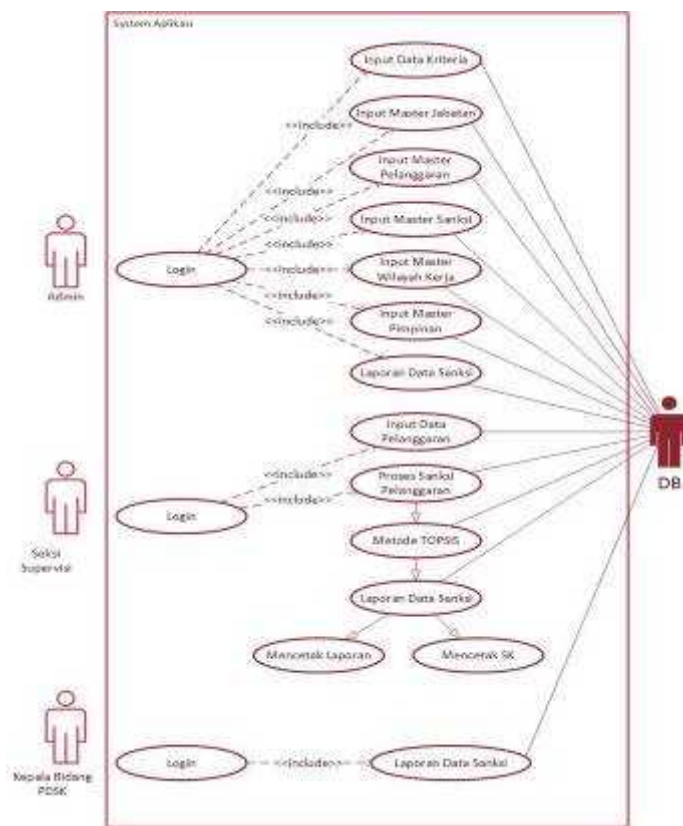 System Aplikasi
Input Data Kriteria
Input Master Jabatan
<<include>>
Input Master
Pelanggaran
<<include>>
Input Master Sanksi
<<include>>
Admin
Login
<<include>>
Input Master
Wilayah Kerja
<<include>>
Input Master
Pimpinan
<<include>>
Laporan Data Sanksi
Input Data
Pelanggaran
DB
<<include>>
Proses Sanksi
Pelanggaran
<<include>>
Login
Seksi
Supervisi
Metode TOPSIS
Laporan Data Sanksi
Mencetak Laporan
Mencetak SK
Kepala Bidang
PDSK
Login
<<include>>
Laporan Data Sanksi